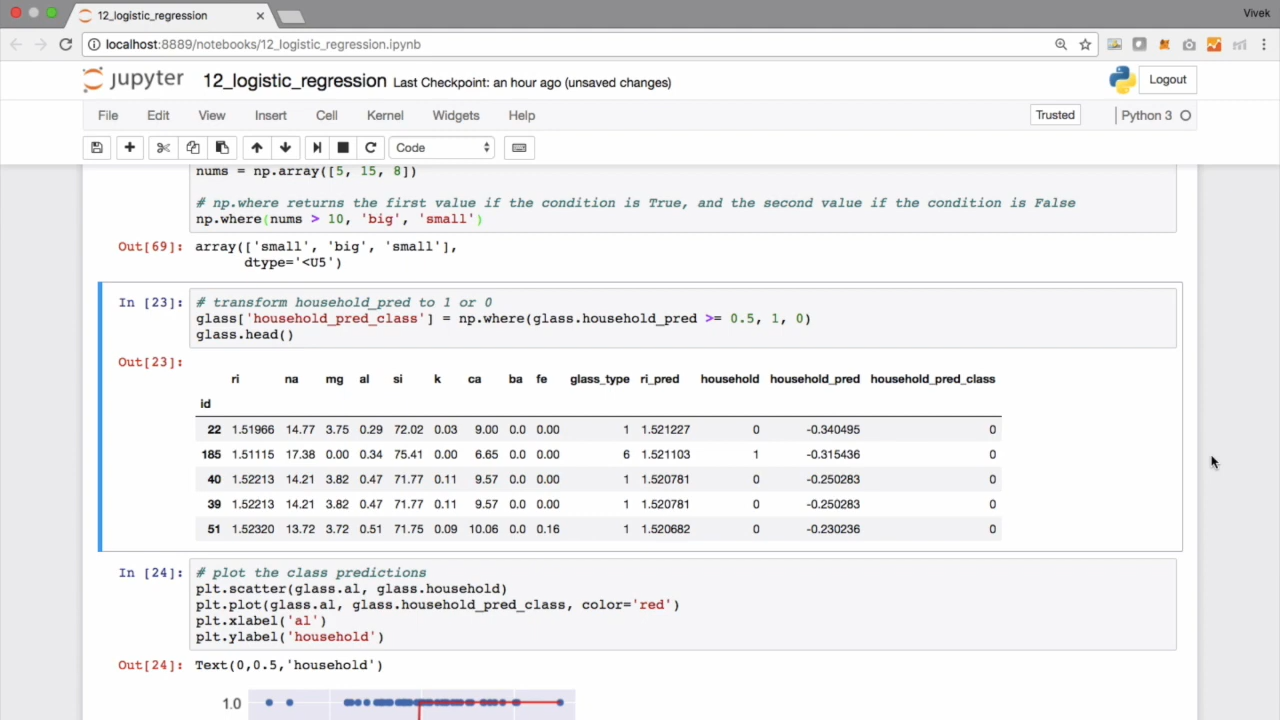 12_logistic_regression
Vivek
localhost:8889/notebooks/12_logistic_regression.ipynb
jupyter 12_logistic_regression Last Checkpoint: an hour ago (unsaved changes) Logout
File Edit View Insert Cell Kernel Widgets Help Trusted Python 3
Code
nums = np.array([5, 15, 8])
# np.where returns the first value if the condition is True, and the second value if the condition is False
np.where(nums > 10, 'big', 'small')
Out[69]: array(['small', 'big', 'small'],
dtype='<U5')
In [23]: # transform household_pred to 1 or 0
glass['household_pred_class'] = np.where(glass.household_pred >= 0.5, 1, 0)
glass.head()
Out[23]:
ri na mg al si k ca ba fe glass_type ri_pred household household_pred household_pred_class
id
22 1.51966 14.77 3.75 0.29 72.02 0.03 9.00 0.0 0.00 1 1.521227 0 -0.340495 0
185 1.51115 17.38 0.00 0.34 75.41 0.00 6.65 0.0 0.00 6 1.521103 1 -0.315436 0
40 1.52213 14.21 3.82 0.47 71.77 0.11 9.57 0.0 0.00 1 1.520781 0 -0.250283 0
39 1.52213 14.21 3.82 0.47 71.77 0.11 9.57 0.0 0.00 1 1.520781 0 -0.250283 0
51 1.52320 13.72 3.72 0.51 71.75 0.09 10.06 0.0 0.16 1 1.520682 0 -0.230236 0
In [24]: # plot the class predictions
plt.scatter(glass.al, glass.household)
plt.plot(glass.al, glass.household_pred_class, color='red')
plt.xlabel('al')
plt.ylabel('household')
Out[24]: Text(0,0.5,'household')
1.0